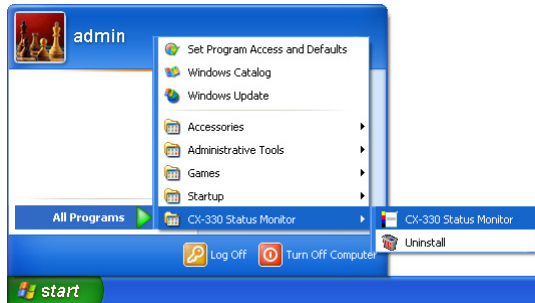 admin
Set Program Access and Defaults
Windows Catalog
Windows Update
Accessories
Administrative Tools
Games
Startup
All Programs
CX-330 Status Monitor
CX-330 Status Monitor
Uninstall
Log Off
Turn Off Computer
start